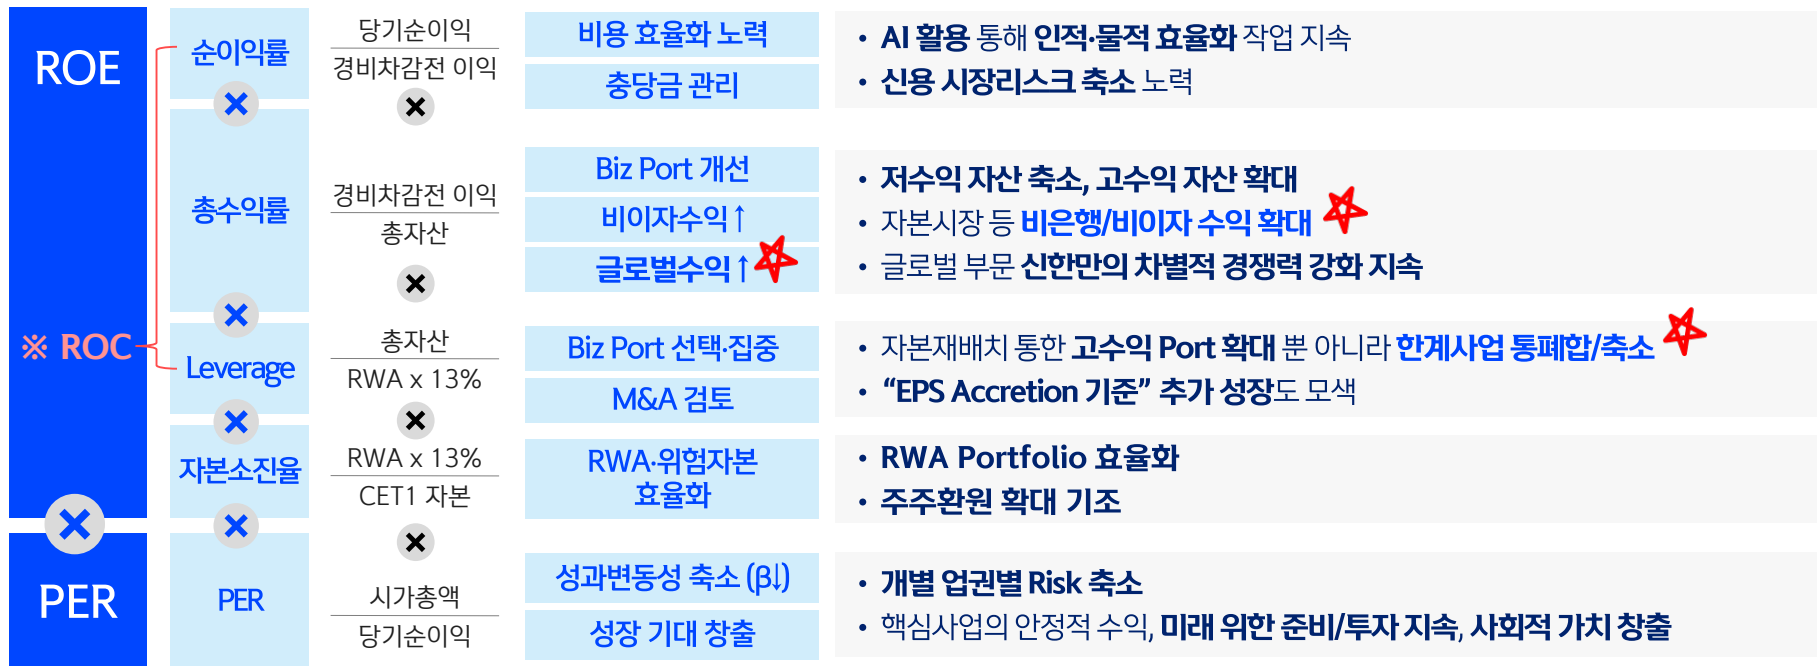 ROE
※ ROC
PER
순이익률
총수익률
Leverage
자본소진율
PER
당기순이익
경비차감전 이익
경비차감전 이익
총자산
총자산
RWA x 13%
RWA x 13%
CET1 자본
시가총액
당기순이익
비용 효율화 노력
충당금 관리
Biz Port 개선
비이자수익↑
글로벌수익↑
Biz Port 선택·집중
M&A 검토
RWA·위험자본
효율화
성과변동성 축소 (β↓)
성장 기대 창출
• AI 활용 통해 인적·물적 효율화 작업 지속
• 신용 시장리스크 축소 노력
• 저수익 자산 축소, 고수익 자산 확대
• 자본시장 등 비은행/비이자 수익 확대
• 글로벌 부문 신한만의 차별적 경쟁력 강화 지속
• 자본재배치 통한 고수익 Port 확대 뿐 아니라 한계사업 통폐합/축소
• “EPS Accretion 기준” 추가 성장도 모색
• RWA Portfolio 효율화
• 주주환원 확대 기조
• 개별 업권별 Risk 축소
• 핵심사업의 안정적 수익, 미래 위한 준비/투자 지속, 사회적 가치 창출